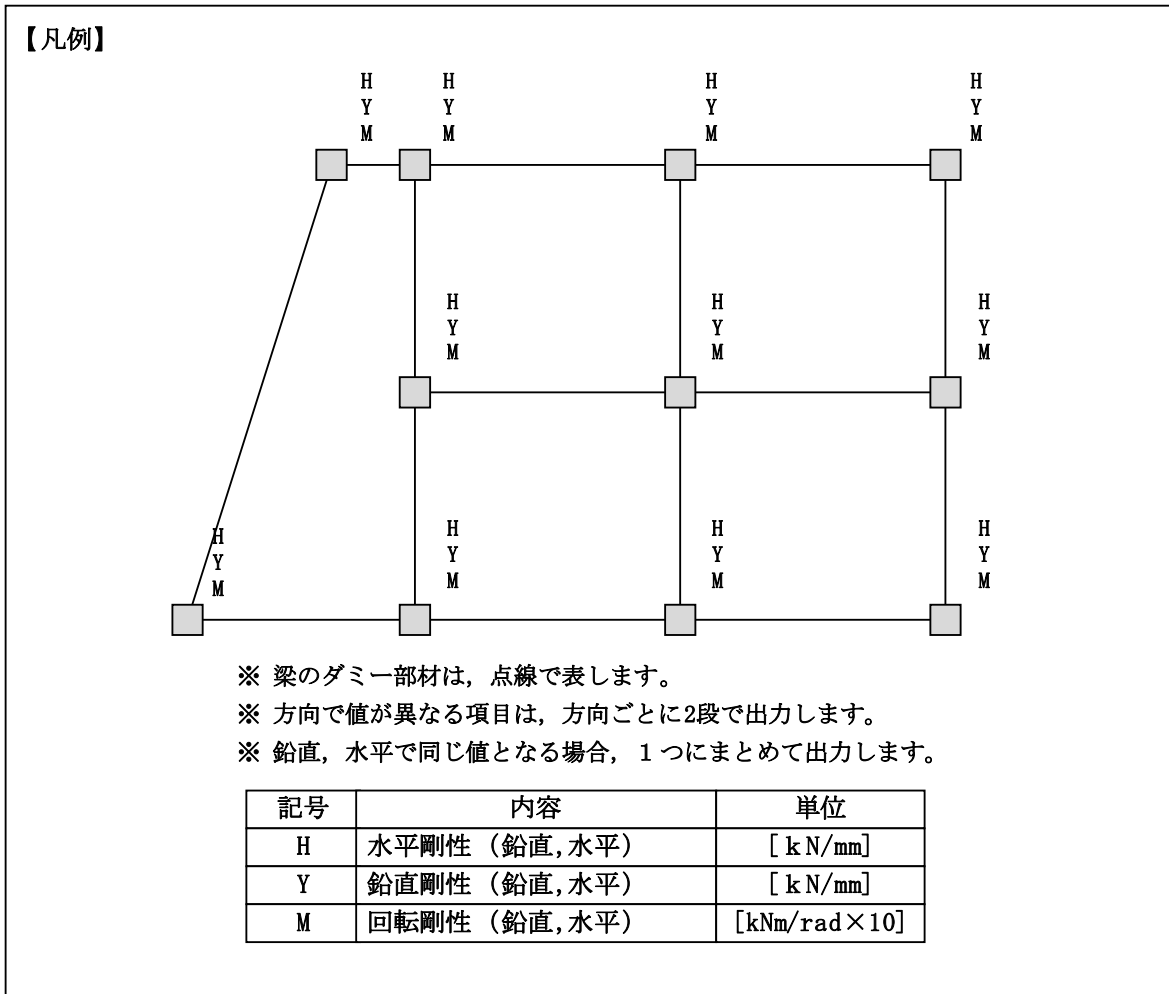 【凡例】
H H H H
Y Y Y Y
M M M M
H H H
Y Y Y
M M M
H H H H
Y Y Y Y
M M M M
※ 梁のダミー部材は，点線で表します。
※ 方向で値が異なる項目は，方向ごとに2段で出力します。
※ 鉛直，水平で同じ値となる場合，１つにまとめて出力します。
記号 内容 単位
H 水平剛性（鉛直,水平） [ｋN/mm]
Y 鉛直剛性（鉛直,水平） [ｋN/mm]
M 回転剛性（鉛直,水平） [kNm/rad×10]